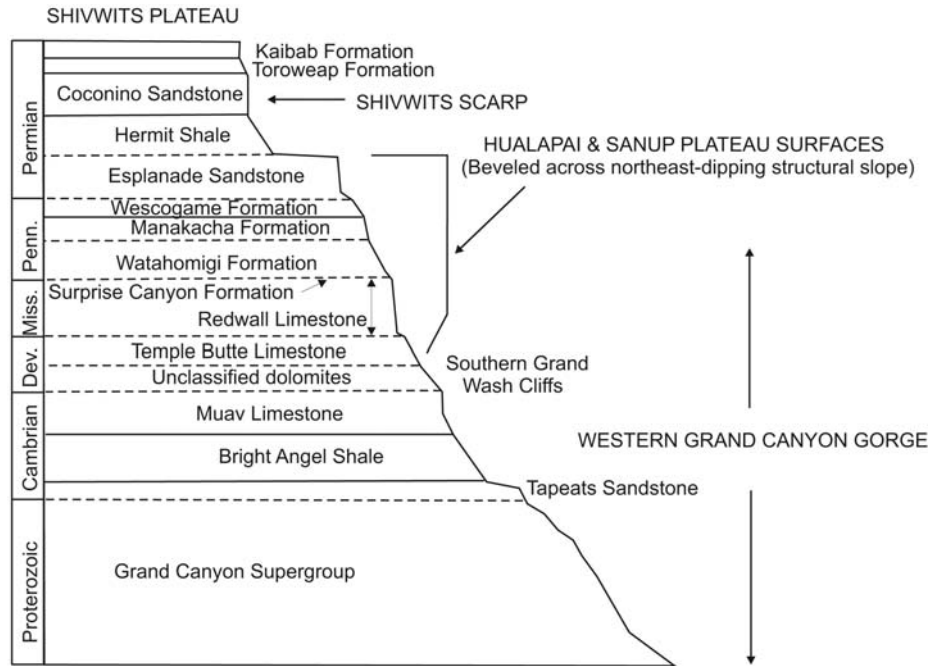 SHIVWITS PLATEAU
Kaibab Formation
Toroweap Formation
Coconino Sandstone
SHIVWITS SCARP
Hermit Shale
HUALAPAI & SANUP PLATEAU SURFACES
(Beveled across northeast-dipping structural slope)
Esplanade Sandstone
Permian
Wescogame Formation
Manakacha Formation
Watahomigi Formation
Penn.
Surprise Canyon Formation
Redwall Limestone
Miss.
Temple Butte Limestone
Unclassified dolomites
Dev.
Southern Grand
Wash Cliffs
Muav Limestone
WESTERN GRAND CANYON GORGE
Bright Angel Shale
Cambrian
Tapeats Sandstone
Grand Canyon Supergroup
Proterozoic